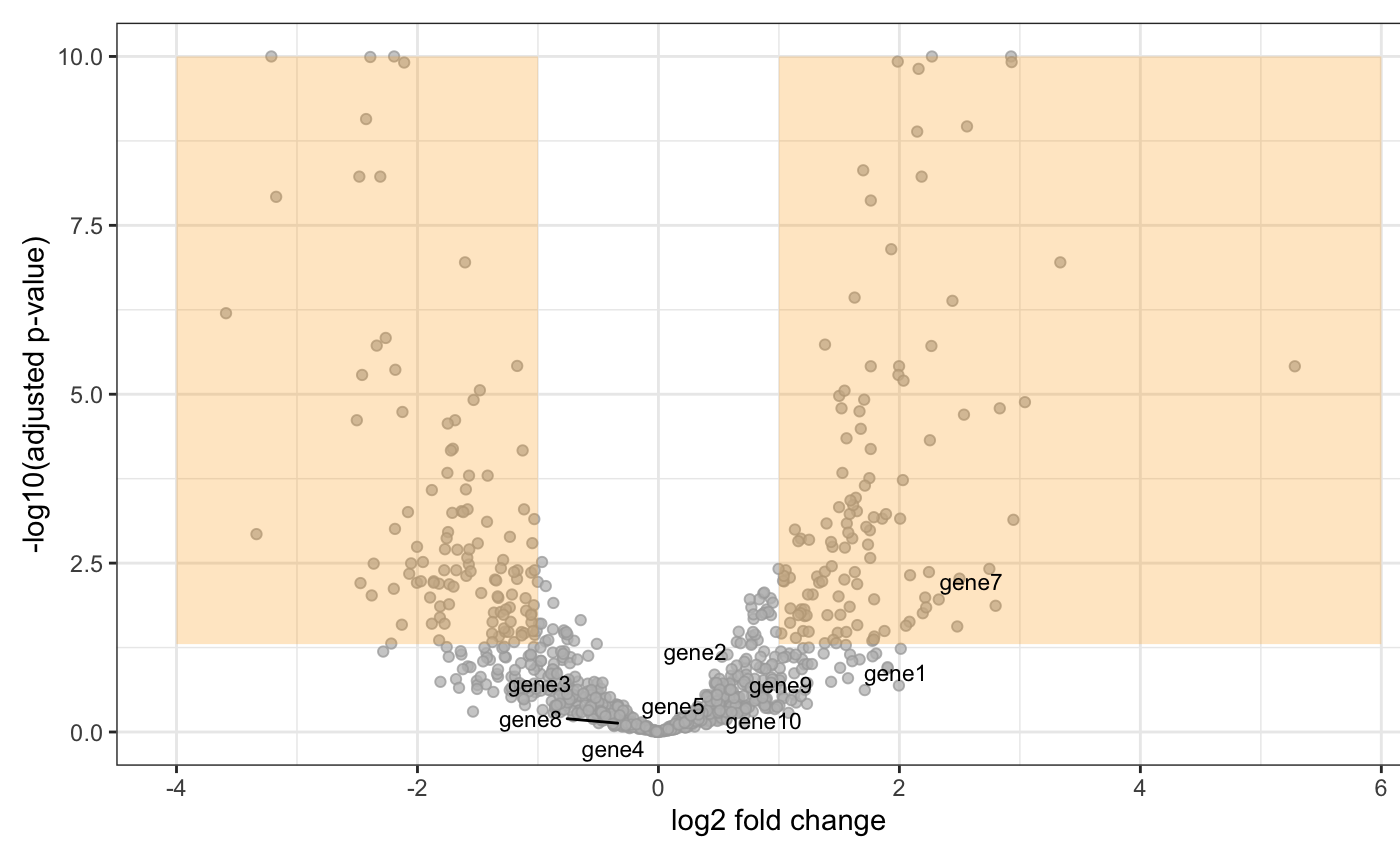 -log10(adjusted p-value)
10.0
7.5
5.0
2.5
0.0
gene7
gene2
gene1
gene3
gene9
gene5
gene8
gene10
gene4
-4
-2
0
2
4
6
log2 fold change